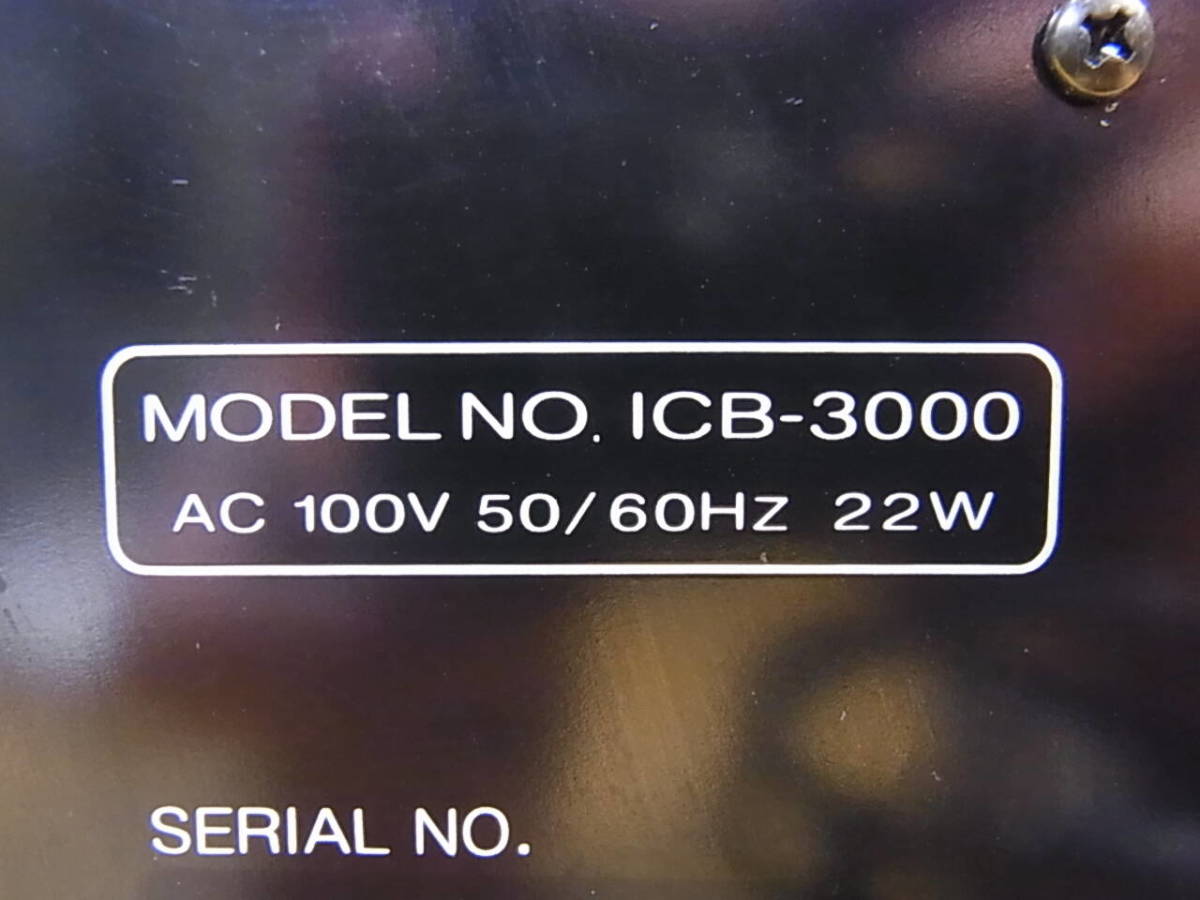 MODEL NO. ICB-3000
AC 100V 50/60Hz 22W
SERIAL NO.